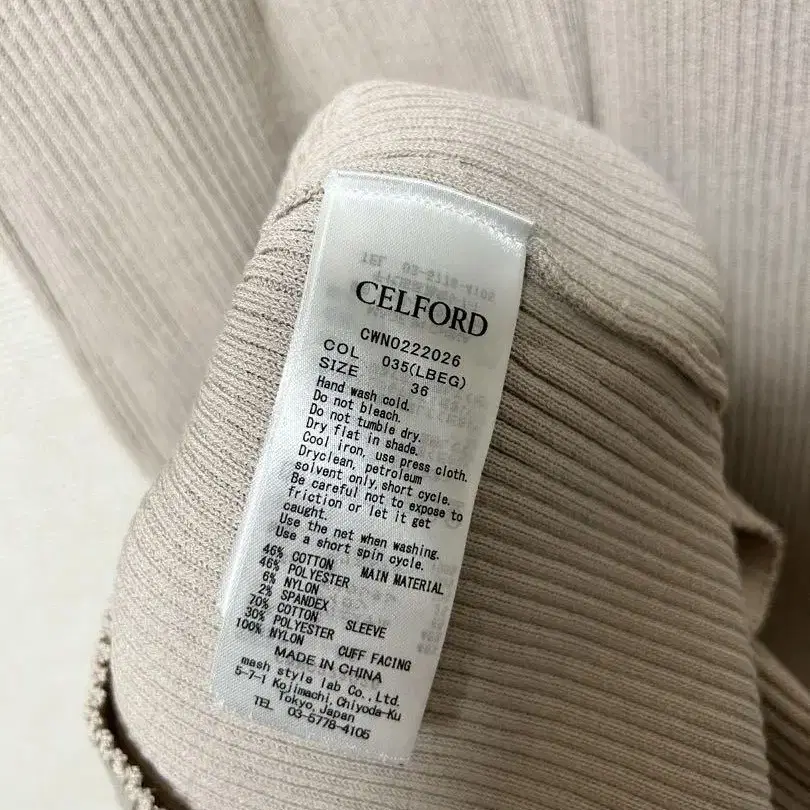 CELFORD
CWNO222026
COL 035(LBEG)
SIZE 36
Hand wash cold.
Do not bleach.
Do not tumble dry.
Dry flat in shade.
Cool iron, use press cloth.
Dryclean, petroleum
solvent only, short cycle.
Be careful not to expose to
friction or let it get
caught.
Use the net when washing.
Use a short spin cycle.
46% COTTON MAIN MATERIAL
46% POLYESTER
6% NYLON
2% SPANDEX
70% COTTON SLEEVE
30% POLYESTER
100% NYLON CUFF FACING
MADE IN CHINA
mash style lab Co., Ltd.
5-7-1 Kojimachi, Chiyoda-Ku
Tokyo, Japan
TEL 03-5778-4105